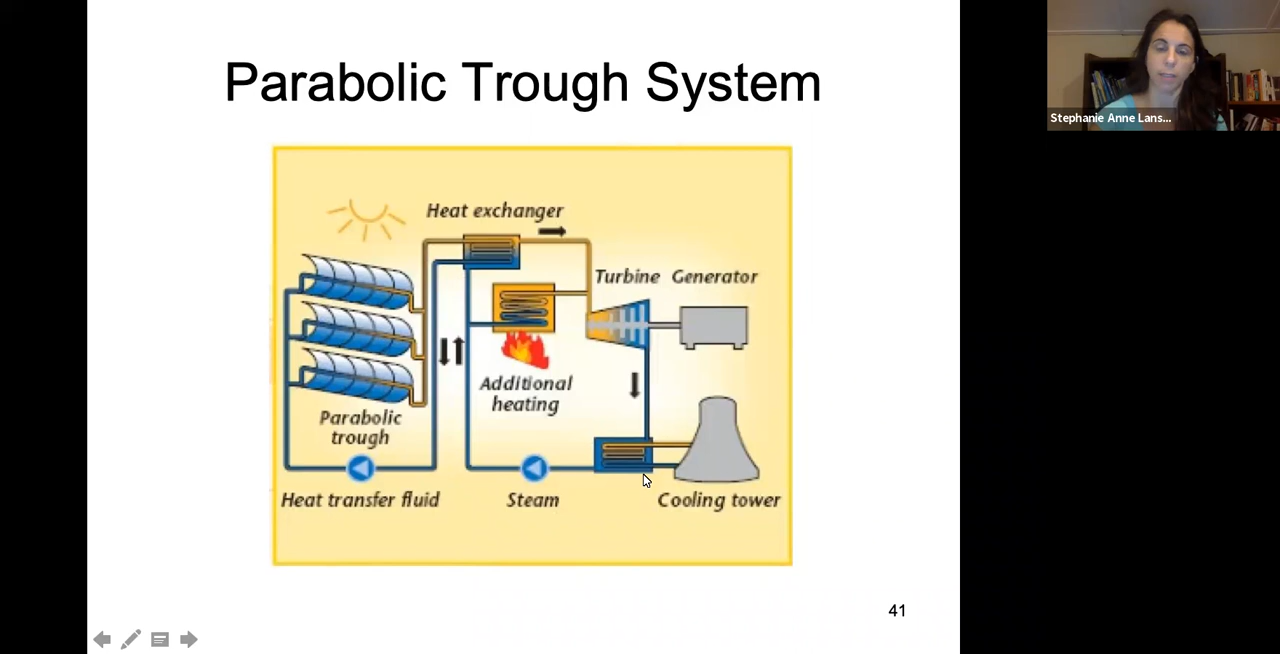 Parabolic Trough System
Stephanie Anne Lans...
Heat exchanger
Turbine Generator
Additional
heating
Parabolic
trough
Heat transfer fluid
Steam
Cooling tower
41